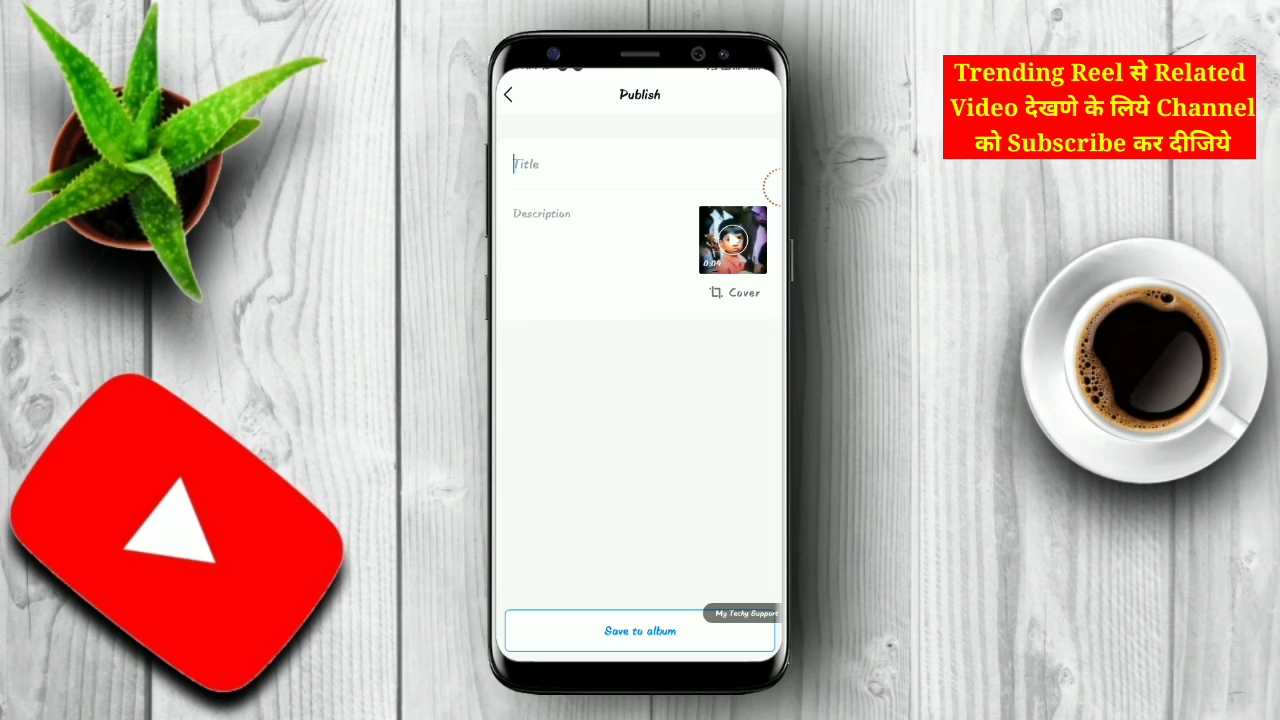 Trending Reel से Related
Video देखणे के लिये Channel
को Subscribe कर दीजिये
Publish
Title
Description
0:04
Cover
My Techy Support
Save to album